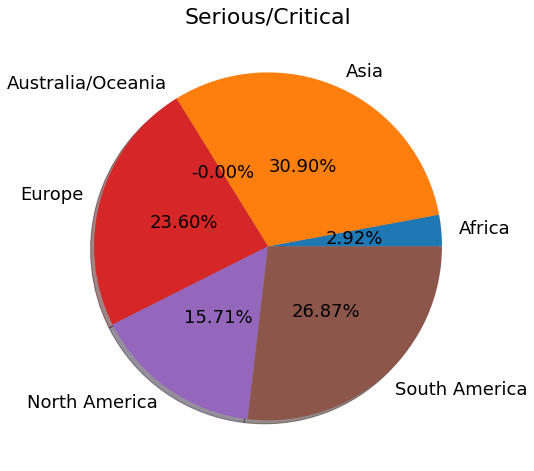 Serious/Critical
Asia
Australia/Oceania
-0.00%
30.90%
Europe
23.60%
Africa
2.92%
15.71%
26.87%
North America
South America